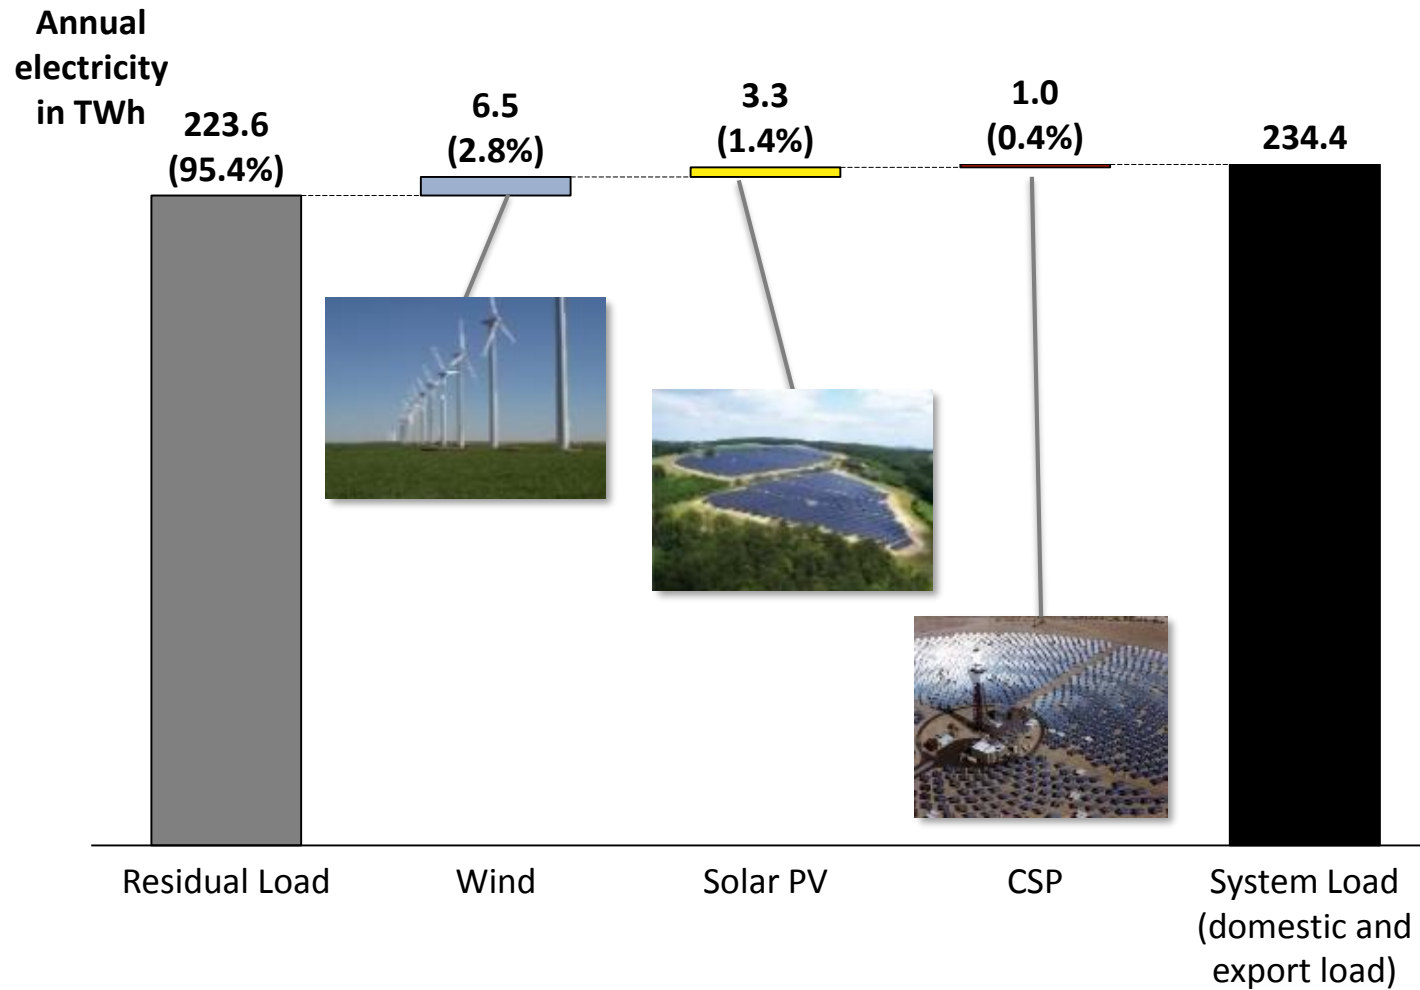 Annual
electricity
in TWh
223.6
(95.4%)
6.5
(2.8%)
3.3
(1.4%)
1.0
(0.4%)
234.4
Residual Load
Wind
Solar PV
CSP
System Load
(domestic and
export load)